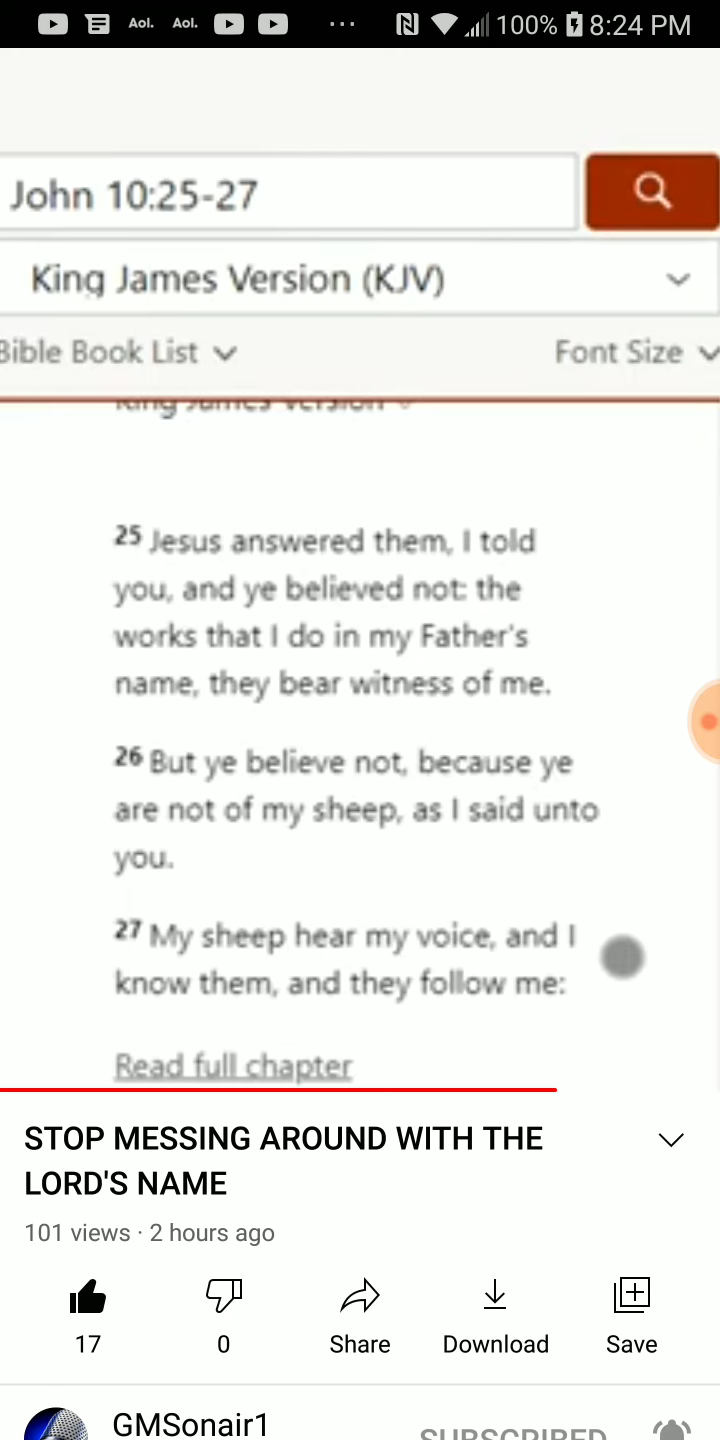 Aol. Aol. ... 100% 8:24 PM
John 10:25-27
King James Version (KJV)
Bible Book List Font Size
King James Version
25 Jesus answered them, I told
you, and ye believed not: the
works that I do in my Father's
name, they bear witness of me.
26 But ye believe not, because ye
are not of my sheep, as I said unto
you.
27 My sheep hear my voice, and I
know them, and they follow me:
Read full chapter
STOP MESSING AROUND WITH THE
LORD'S NAME
101 views · 2 hours ago
17 0 Share Download Save
GMSonair1
SUBSCRIBED